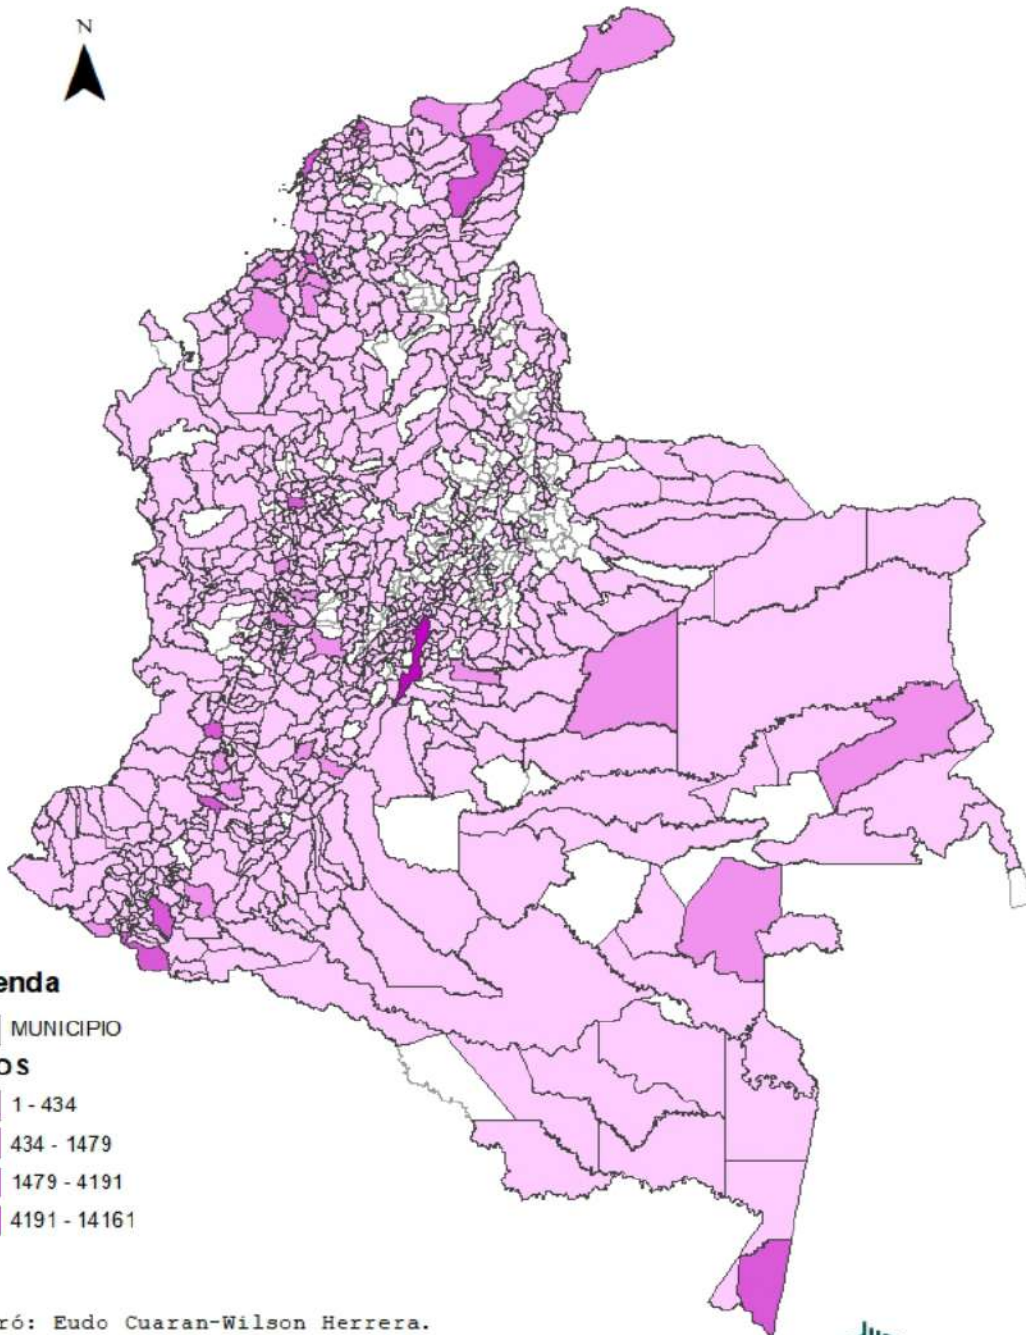 N
enda
MUNICIPIO
OS
1 - 434
434 - 1479
1479 - 4191
4191 - 14161
ró: Eudo Cuaran-Wilson Herrera.